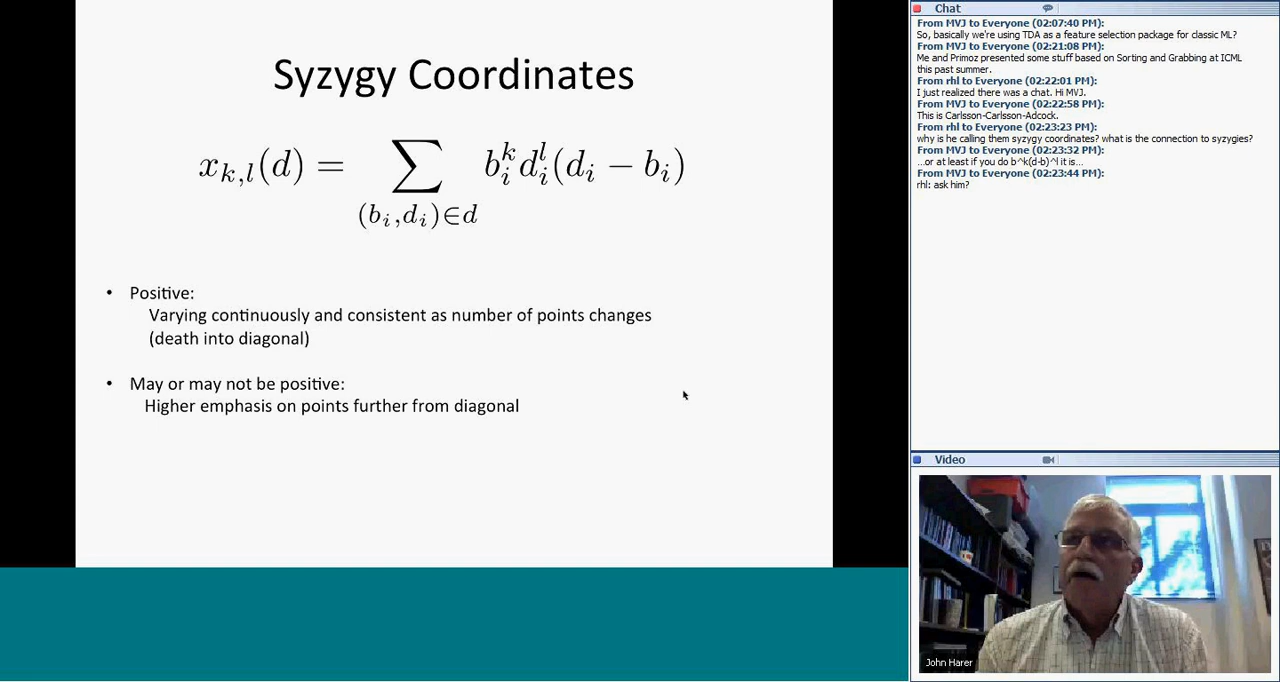 Syzygy Coordinates
x_{k,l}(d) = \sum_{(b_i,d_i)\in d} b_i^k d_i^l (d_i − b_i)
• Positive:
Varying continuously and consistent as number of points changes
(death into diagonal)
• May or may not be positive:
Higher emphasis on points further from diagonal
Chat
From MVJ to Everyone (02:07:40 PM):
So, basically we're using TDA as a feature selection package for classic ML?
From MVJ to Everyone (02:21:08 PM):
Me and Primoz presented some stuff based on Sorting and Grabbing at ICML
this past summer.
From rhl to Everyone (02:22:01 PM):
I just realized there was a chat. Hi MVJ.
From MVJ to Everyone (02:22:58 PM):
This is Carlsson-Carlsson-Adcock.
From rhl to Everyone (02:23:23 PM):
why is he calling them syzygy coordinates? what is the connection to syzygies?
From MVJ to Everyone (02:23:32 PM):
...or at least if you do b^k(d-b)^l it is...
From MVJ to Everyone (02:23:44 PM):
rhl: ask him?
Video
John Harer